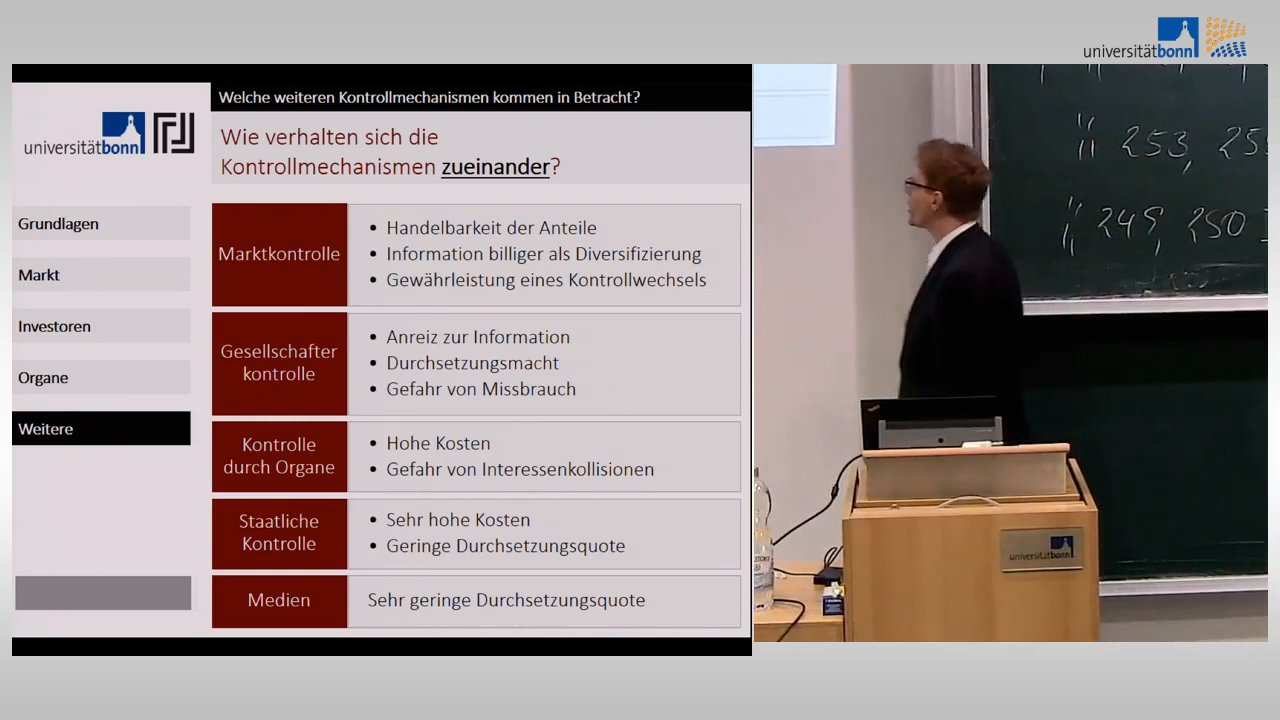 universitätbonn
Welche weiteren Kontrollmechanismen kommen in Betracht?
universitätbonn
Wie verhalten sich die
Kontrollmechanismen zueinander?
Grundlagen
Markt
Investoren
Organe
Weitere
Marktkontrolle
• Handelbarkeit der Anteile
• Information billiger als Diversifizierung
• Gewährleistung eines Kontrollwechsels
Gesellschafter
kontrolle
• Anreiz zur Information
• Durchsetzungsmacht
• Gefahr von Missbrauch
Kontrolle
durch Organe
• Hohe Kosten
• Gefahr von Interessenkollisionen
Staatliche
Kontrolle
• Sehr hohe Kosten
• Geringe Durchsetzungsquote
Medien
Sehr geringe Durchsetzungsquote
253,
249, 250
universitätbonn